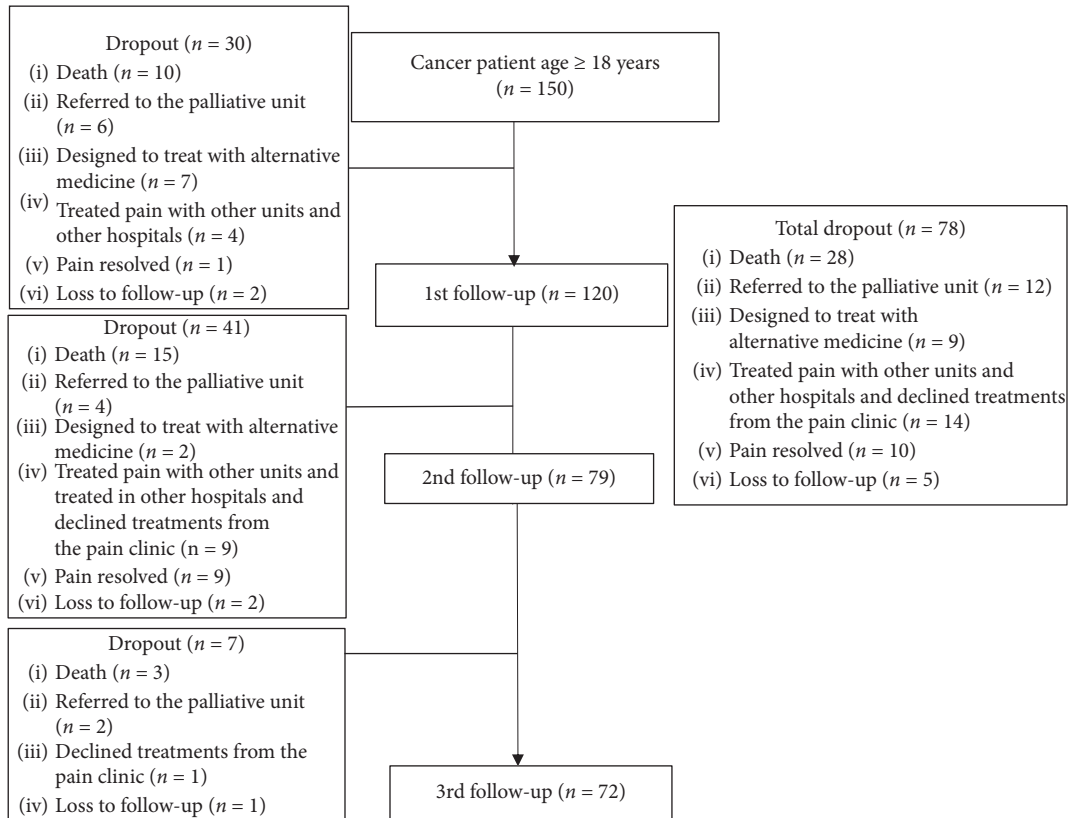 Dropout (n = 30)
(i) Death (n = 10)
(ii) Referred to the palliative unit
(n = 6)
(iii) Designed to treat with alternative
medicine (n = 7)
(iv) Treated pain with other units and
other hospitals (n = 4)
(v) Pain resolved (n = 1)
(vi) Loss to follow-up (n = 2)
Cancer patient age ≥ 18 years
(n = 150)
1st follow-up (n = 120)
Dropout (n = 41)
(i) Death (n = 15)
(ii) Referred to the palliative unit
(n = 4)
(iii) Designed to treat with alternative
medicine (n = 2)
(iv) Treated pain with other units and
treated in other hospitals and
declined treatments from
the pain clinic (n = 9)
(v) Pain resolved (n = 9)
(vi) Loss to follow-up (n = 2)
2nd follow-up (n = 79)
Total dropout (n = 78)
(i) Death (n = 28)
(ii) Referred to the palliative unit (n = 12)
(iii) Designed to treat with
alternative medicine (n = 9)
(iv) Treated pain with other units and
other hospitals and declined treatments
from the pain clinic (n = 14)
(v) Pain resolved (n = 10)
(vi) Loss to follow-up (n = 5)
Dropout (n = 7)
(i) Death (n = 3)
(ii) Referred to the palliative unit
(n = 2)
(iii) Declined treatments from the
pain clinic (n = 1)
(iv) Loss to follow-up (n = 1)
3rd follow-up (n = 72)